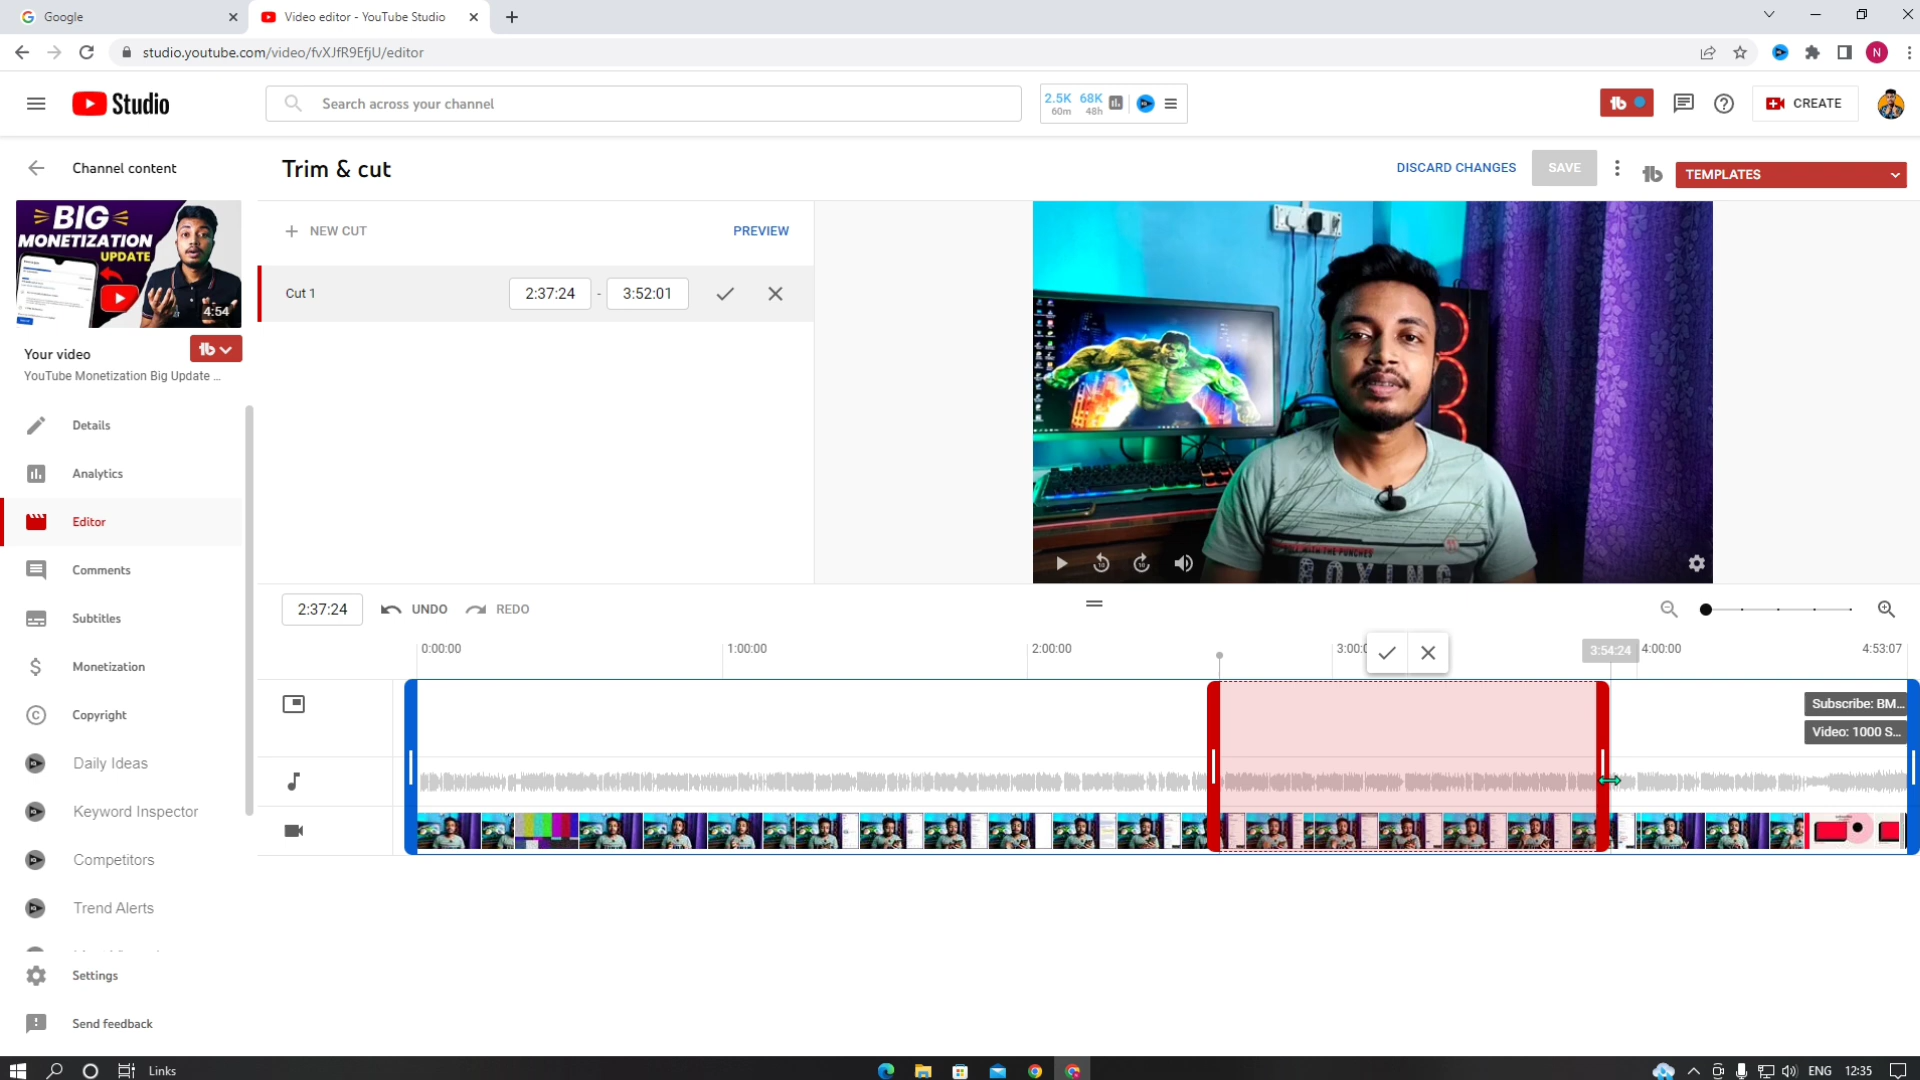 Google
Video editor - YouTube Studio
studio.youtube.com/video/fvXJfR9EfjU/editor
Studio
Search across your channel
2.5K 68K
60m 48h
CREATE
Channel content
Trim & cut
DISCARD CHANGES
SAVE
TEMPLATES
BIG
MONETIZATION
UPDATE
4:54
NEW CUT
PREVIEW
Cut 1
2:37:24 - 3:52:01
Your video
YouTube Monetization Big Update ...
Details
Analytics
Editor
Comments
Subtitles
Monetization
Copyright
Daily Ideas
Keyword Inspector
Competitors
Trend Alerts
Settings
Send feedback
BOXING
2:37:24
UNDO
REDO
0:00:00
1:00:00
2:00:00
3:00:0
3:54:24
4:00:00
4:53:07
Subscribe: BM...
Video: 1000 S...
Links
ENG
12:35